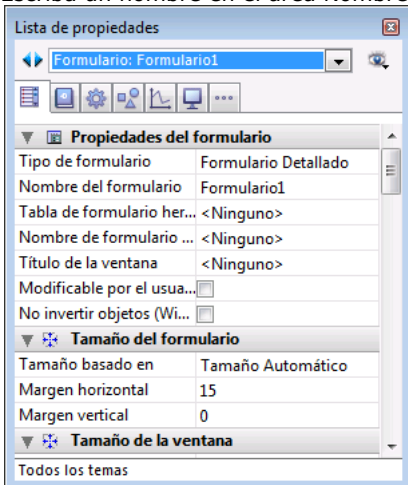 Lista de propiedades
Formulario: Formulario1
Propiedades del formulario
Tipo de formulario Formulario Detallado
Nombre del formulario Formulario1
Tabla de formulario her... <Ninguno>
Nombre de formulario ... <Ninguno>
Título de la ventana <Ninguno>
Modificable por el usua...
No invertir objetos (Wi...
Tamaño del formulario
Tamaño basado en Tamaño Automático
Margen horizontal 15
Margen vertical 0
Tamaño de la ventana
Todos los temas